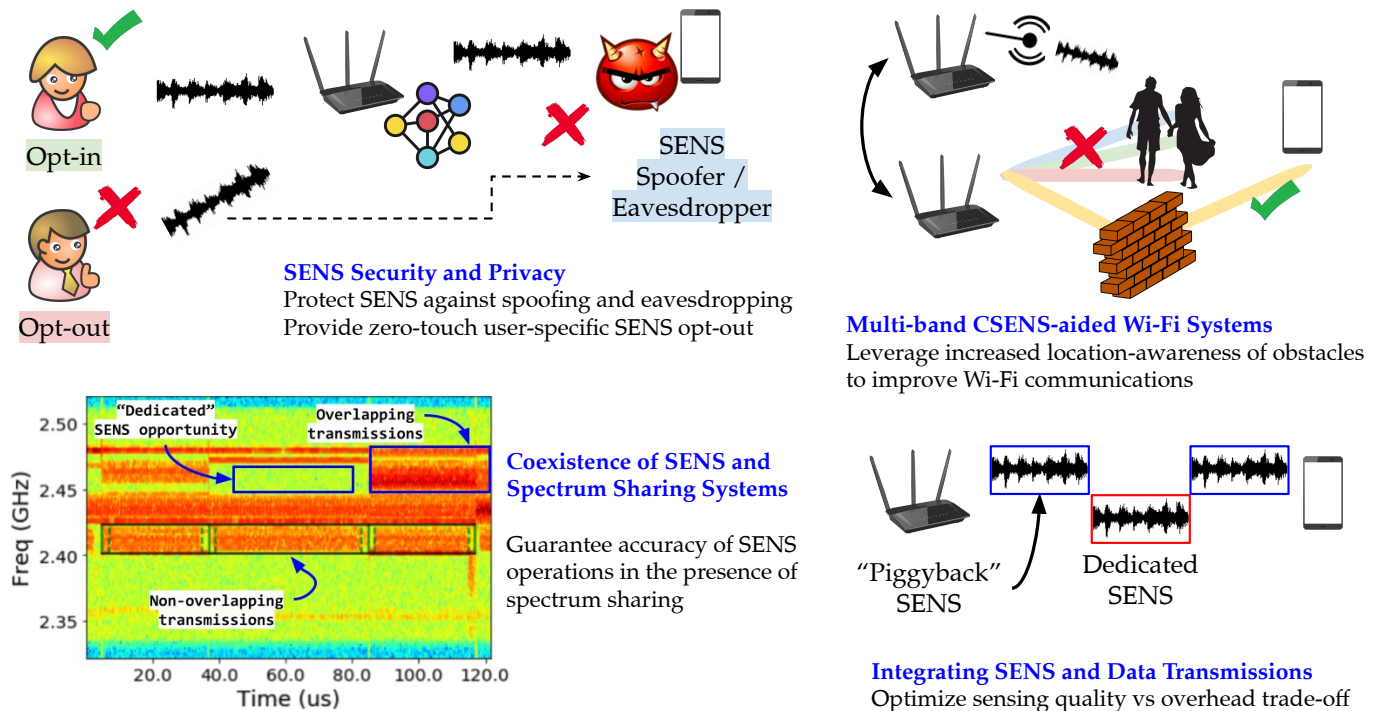 Opt-in
Opt-out
SENS
Spoofer /
Eavesdropper
SENS Security and Privacy
Protect SENS against spoofing and eavesdropping
Provide zero-touch user-specific SENS opt-out
Multi-band CSENS-aided Wi-Fi Systems
Leverage increased location-awareness of obstacles
to improve Wi-Fi communications
Freq (GHz)
2.50
2.45
2.40
2.35
“Dedicated”
SENS opportunity
Overlapping
transmissions
Non-overlapping
transmissions
20.0 40.0 60.0 80.0 100.0 120.0
Time (us)
Coexistence of SENS and
Spectrum Sharing Systems
Guarantee accuracy of SENS
operations in the presence of
spectrum sharing
“Piggyback”
SENS
Dedicated
SENS
Integrating SENS and Data Transmissions
Optimize sensing quality vs overhead trade-off